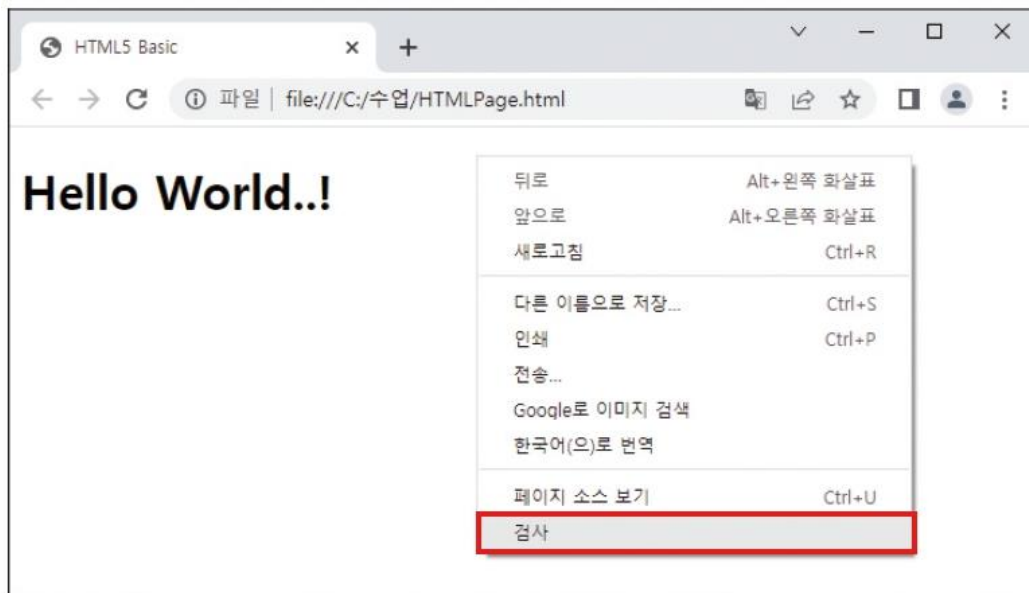 HTML5 Basic
파일 | file:///C:/수업/HTMLPage.html
Hello World..!
뒤로 Alt+왼쪽 화살표
앞으로 Alt+오른쪽 화살표
새로고침 Ctrl+R
다른 이름으로 저장... Ctrl+S
인쇄 Ctrl+P
전송...
Google로 이미지 검색
한국어(으)로 번역
페이지 소스 보기 Ctrl+U
검사